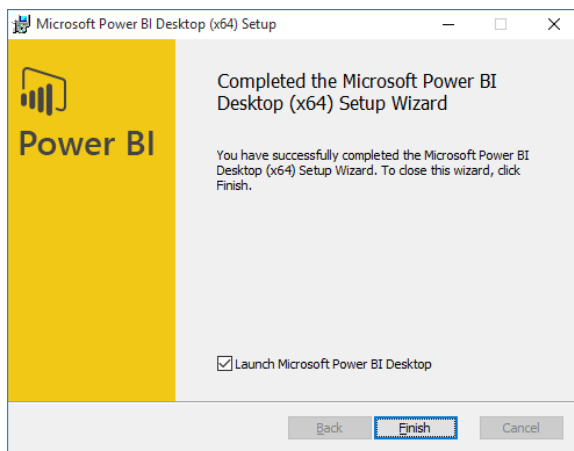 Microsoft Power BI Desktop (x64) Setup
Power BI
Completed the Microsoft Power BI
Desktop (x64) Setup Wizard
You have successfully completed the Microsoft Power BI
Desktop (x64) Setup Wizard. To close this wizard, click
Finish.
Launch Microsoft Power BI Desktop
Back Finish Cancel